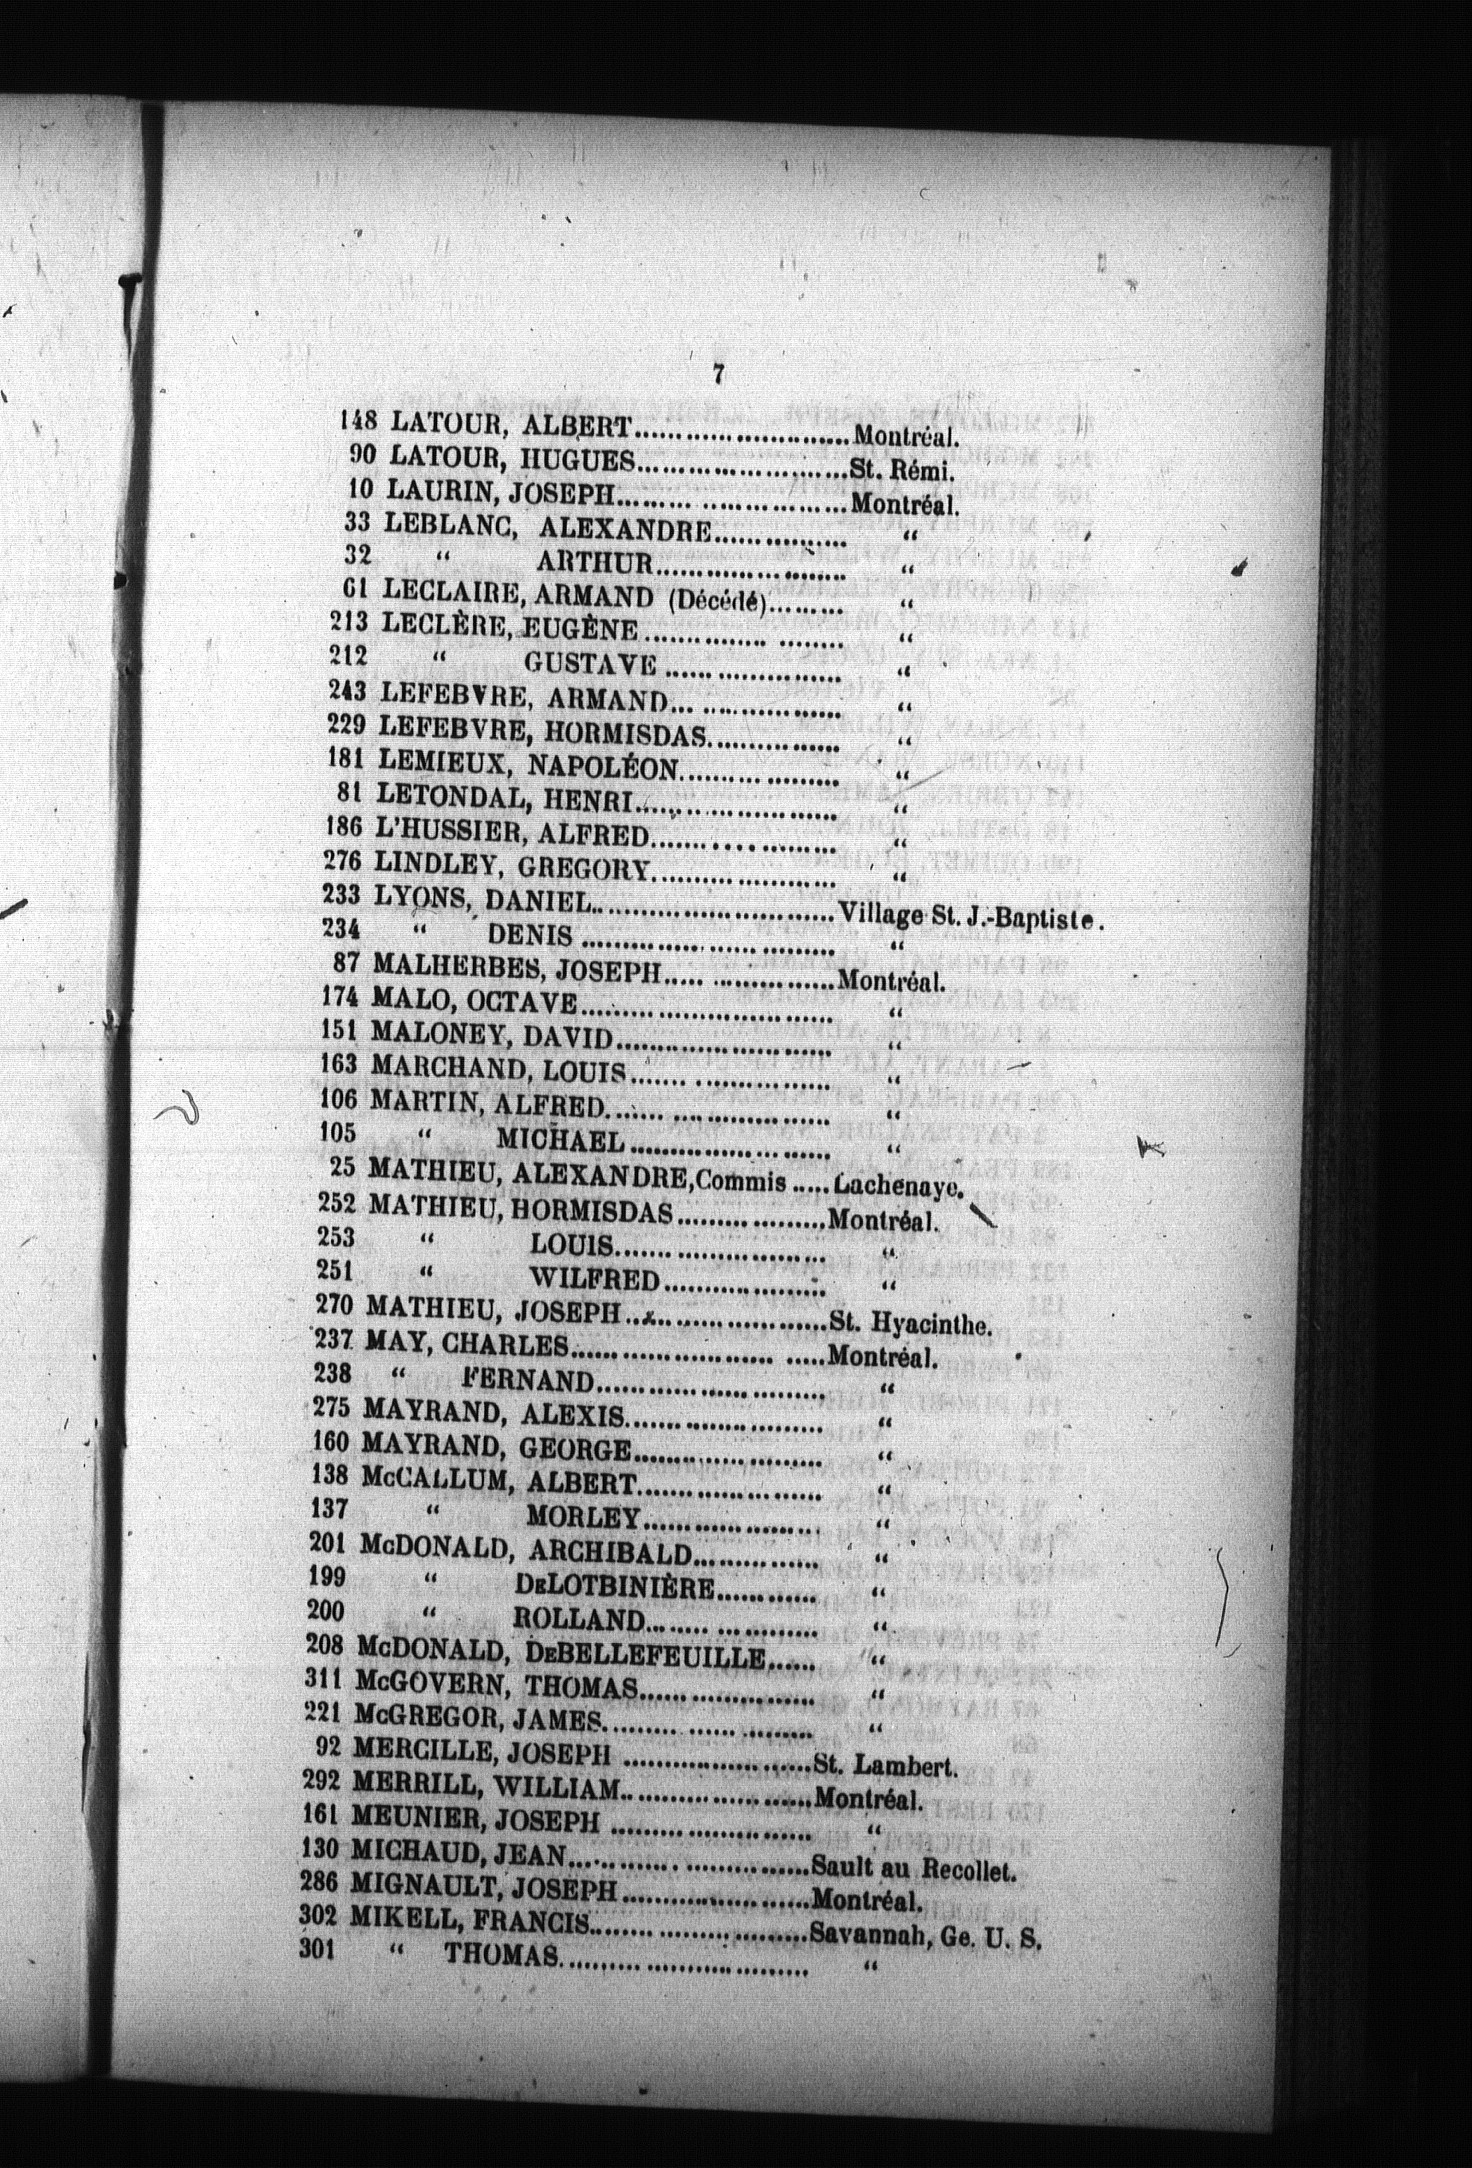 7
148 LATOUR, ALBERT..............................Montréal.
90 LATOUR, HUGUES..............................St. Rémi.
10 LAURIN, JOSEPH..............................Montréal.
33 LEBLANC, ALEXANDRE................ “
32 “ ARTHUR........................ “
61 LECLAIRE, ARMAND (Décédé)......... “
213 LECLÈRE, EUGÈNE..................... “
212 “ GUSTAVE..................... “
243 LEFEBVRE, ARMAND.................. “
229 LEFEBVRE, HORMISDAS................ “
181 LEMIEUX, NAPOLÉON................... “
81 LETONDAL, HENRI........................ “
186 L'HUSSIER, ALFRED..................... “
276 LINDLEY, GREGORY..................... “
233 LYONS, DANIEL..............................Village St. J.-Baptiste.
234 “ DENIS.............................. “
87 MALHERBES, JOSEPH.....................Montréal.
174 MALO, OCTAVE.............................. “
151 MALONEY, DAVID........................ “
163 MARCHAND, LOUIS..................... “
106 MARTIN, ALFRED........................ “
105 “ MICHAEL........................ “
25 MATHIEU, ALEXANDRE, Commis.....Lachenaye.
252 MATHIEU, HORMISDAS..................Montréal.
253 “ LOUIS........................ “
251 “ WILFRED................... “
270 MATHIEU, JOSEPH........................St. Hyacinthe.
237 MAY, CHARLES..............................Montréal.
238 “ FERNAND........................ “
275 MAYRAND, ALEXIS..................... “
160 MAYRAND, GEORGE.................... “
138 McCALLUM, ALBERT.................... “
137 “ MORLEY.................... “
201 McDONALD, ARCHIBALD............... “
199 “ DeLOTBINIÈRE............ “
200 “ ROLLAND.................... “
208 McDONALD, DeBELLEFEUILLE...... “
311 McGOVERN, THOMAS.................... “
221 McGREGOR, JAMES........................ “
92 MERCILLE, JOSEPH.....................St. Lambert.
292 MERRILL, WILLIAM.....................Montréal.
161 MEUNIER, JOSEPH........................ “
130 MICHAUD, JEAN...........................Sault au Recollet.
286 MIGNAULT, JOSEPH.....................Montréal.
302 MIKELL, FRANCIS........................Savannah, Ge. U. S.
301 “ THOMAS........................... “